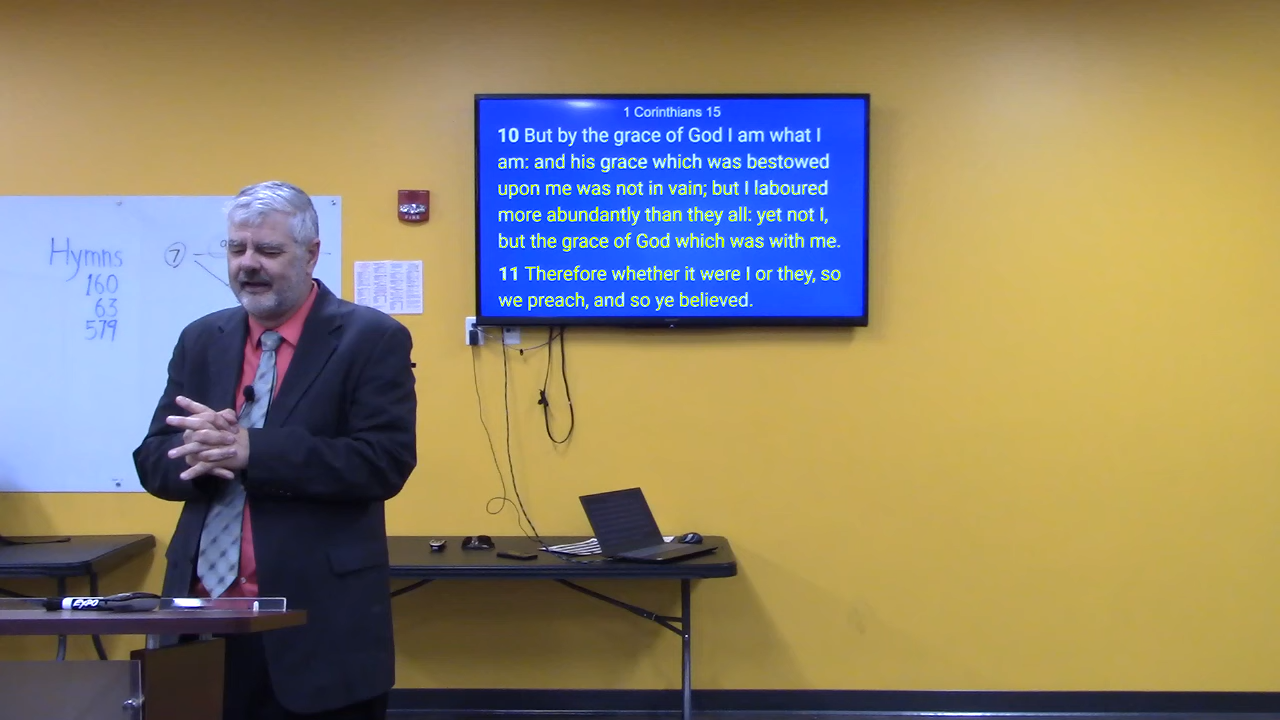 1 Corinthians 15
10 But by the grace of God I am what I
am: and his grace which was bestowed
upon me was not in vain; but I laboured
more abundantly than they all: yet not I,
but the grace of God which was with me.
11 Therefore whether it were I or they, so
we preach, and so ye believed.
Hymns
160
63
579
7
FIRE
EXPO